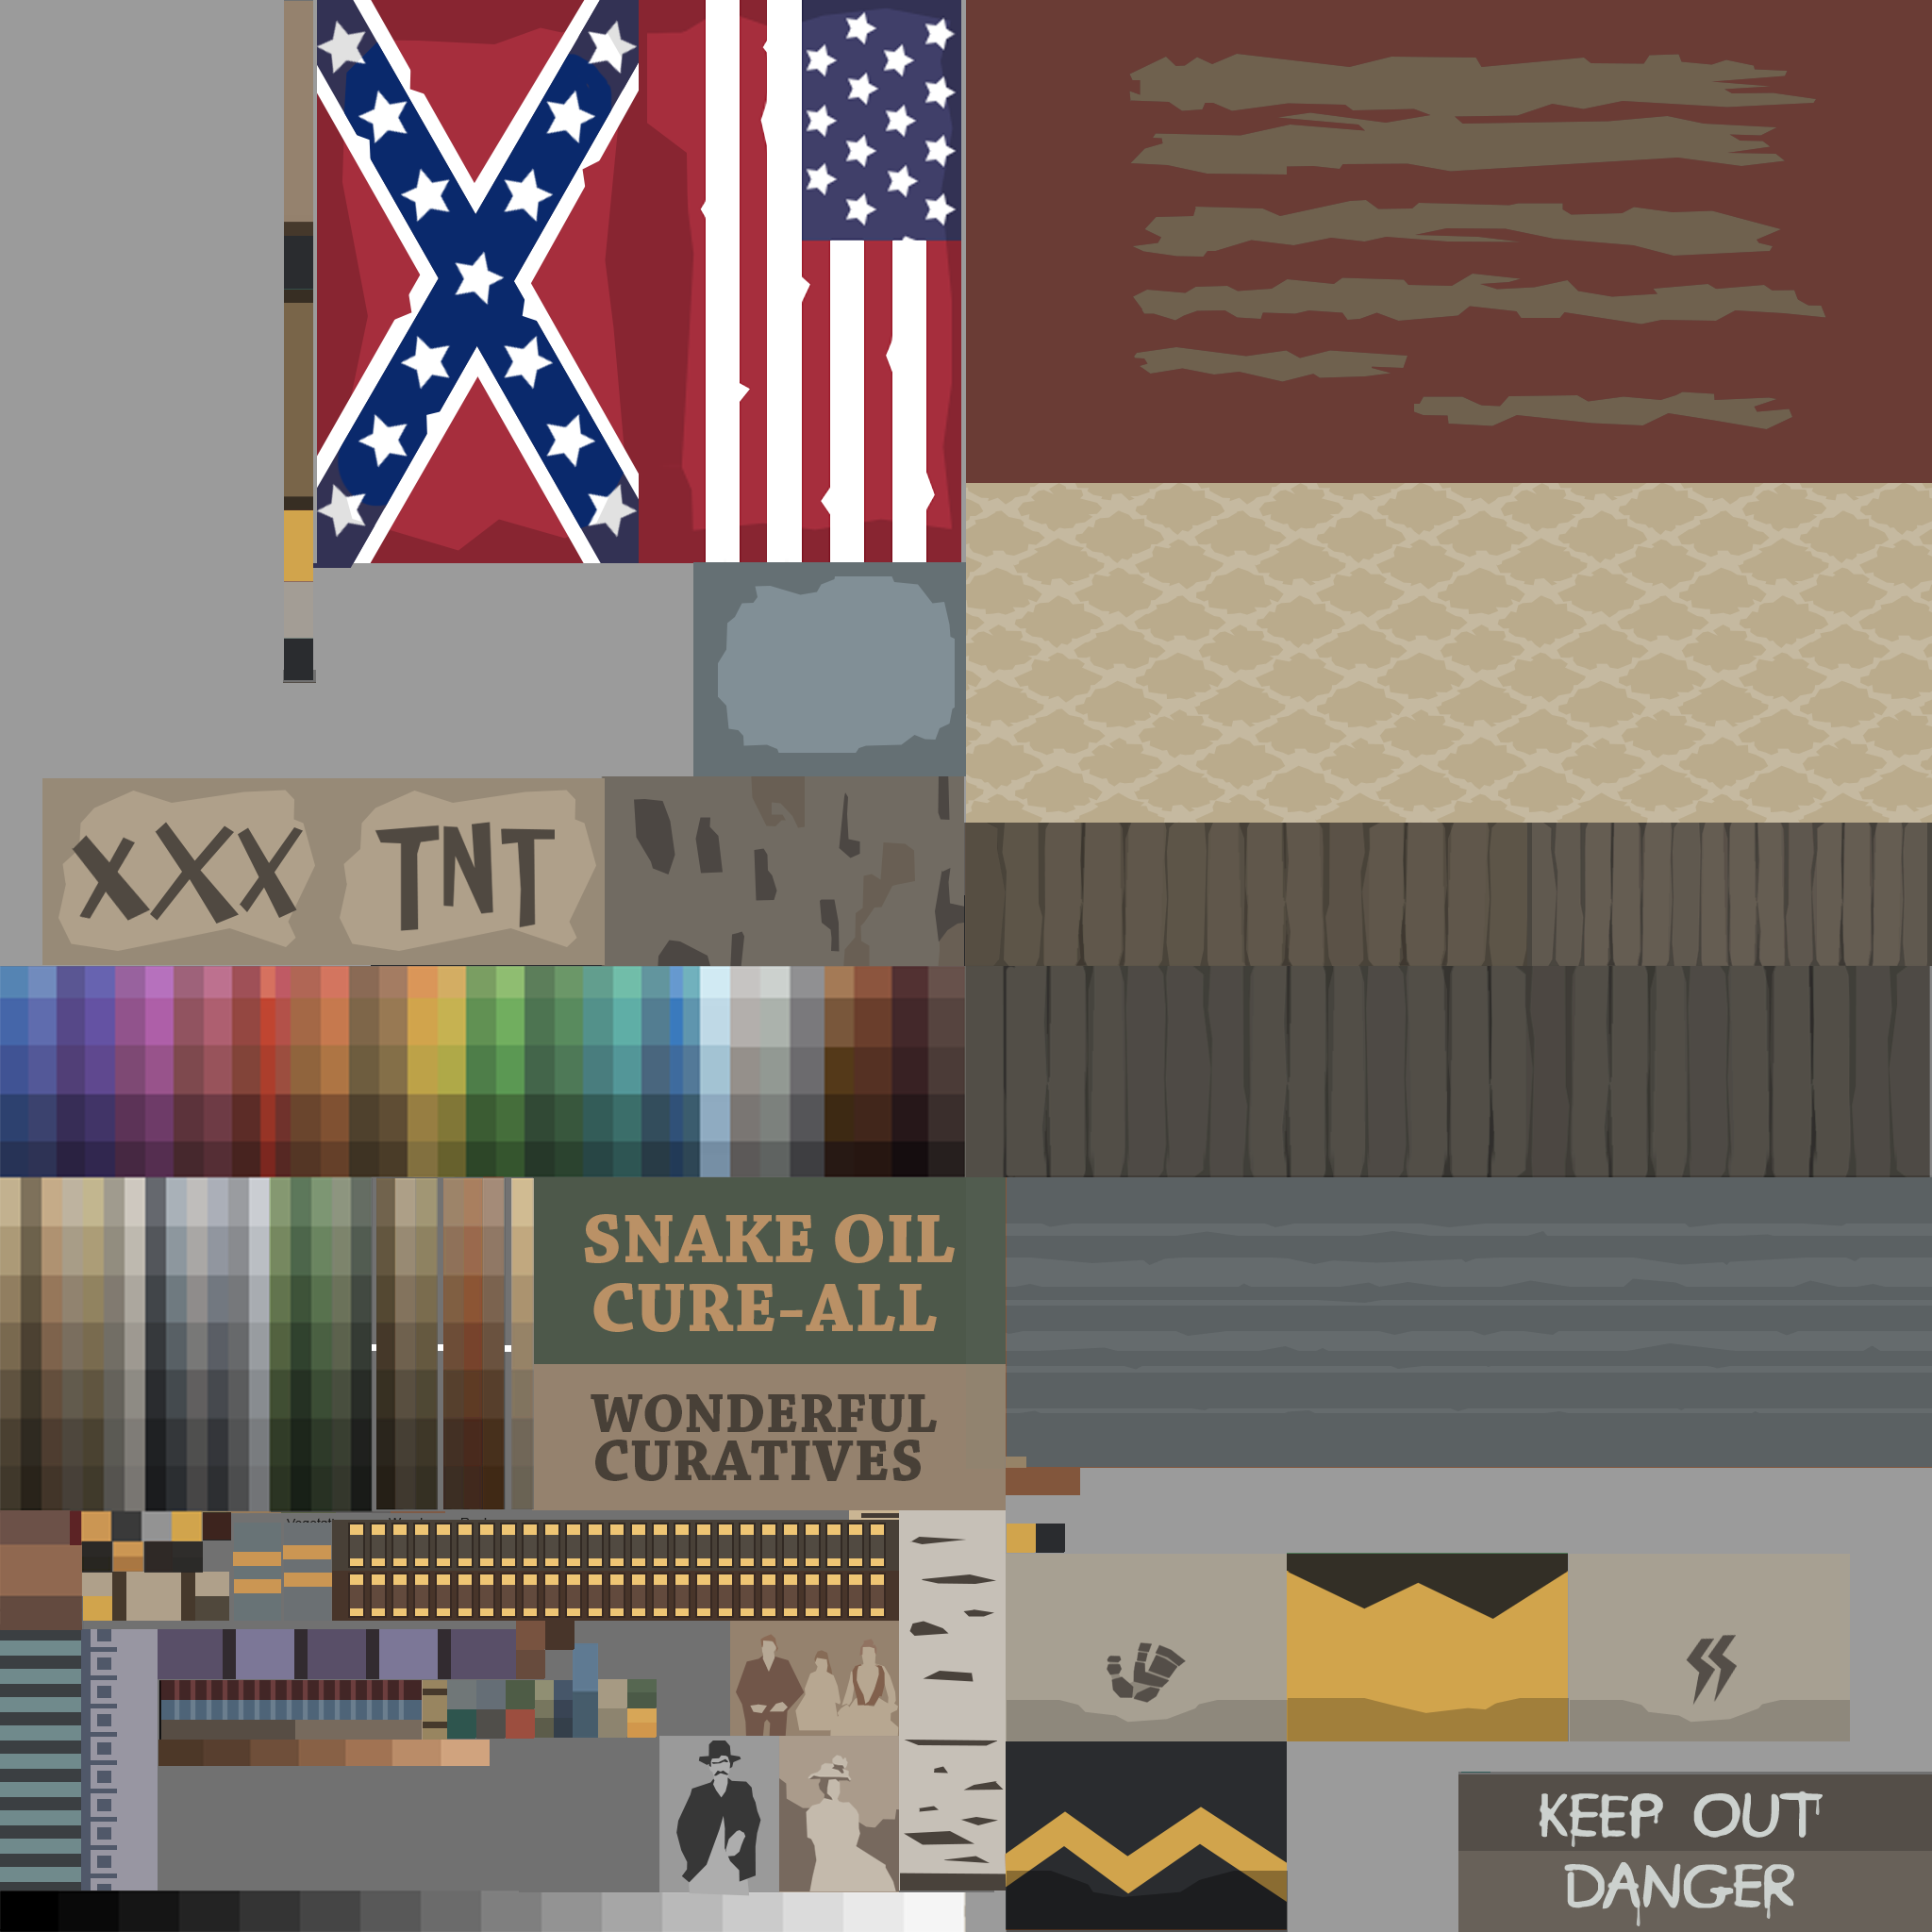 XXX
TNT
SNAKE OIL
CURE-ALL
WONDERFUL
CURATIVES
KEEP OUT
DANGER